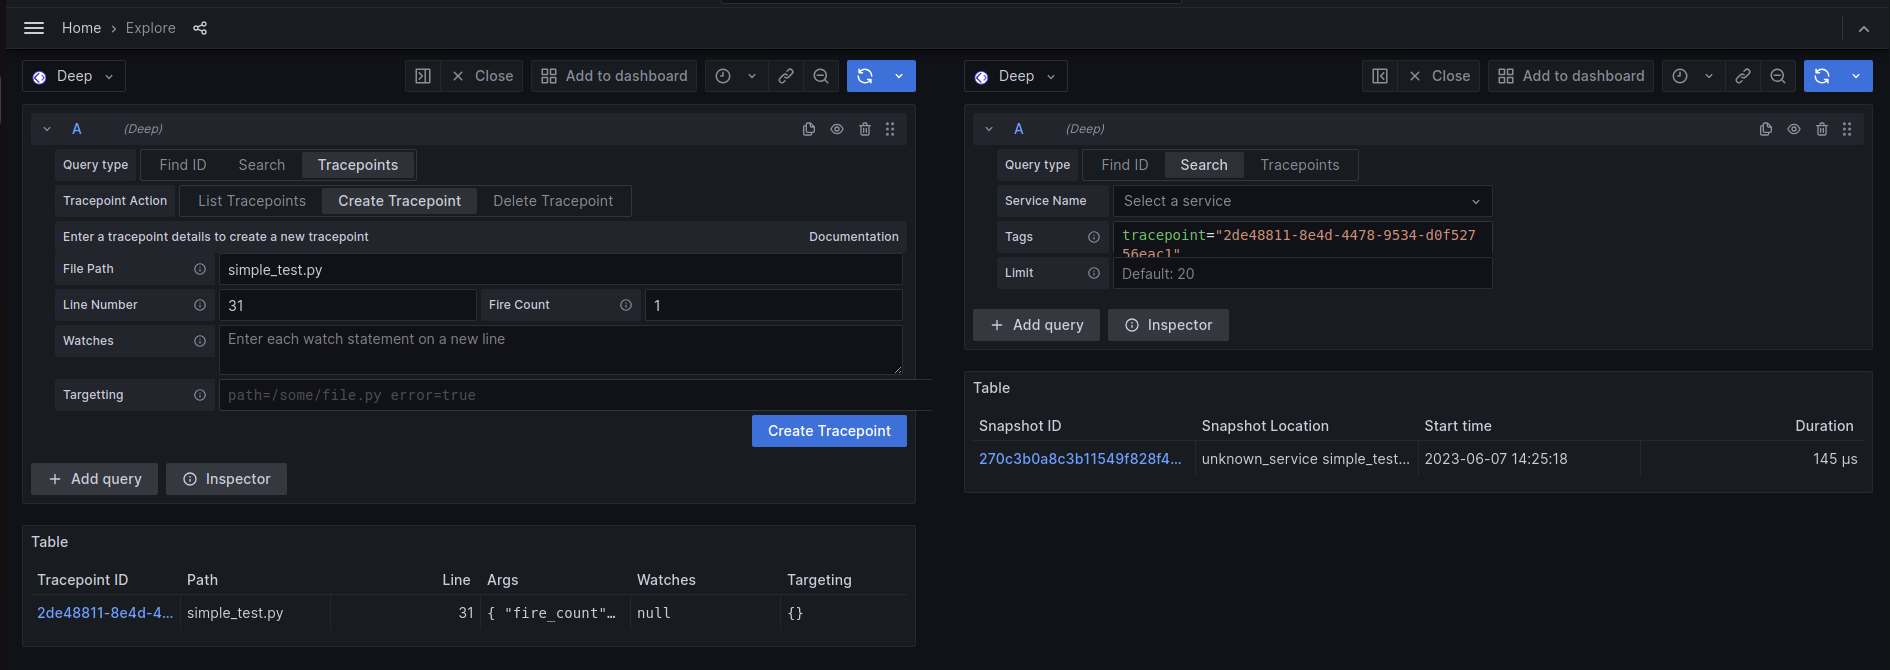 Home › Explore
Deep
Close
Add to dashboard
A (Deep)
Query type Find ID Search Tracepoints
Tracepoint Action List Tracepoints Create Tracepoint Delete Tracepoint
Enter a tracepoint details to create a new tracepoint Documentation
File Path simple_test.py
Line Number 31 Fire Count 1
Watches Enter each watch statement on a new line
Targetting path=/some/file.py error=true
Create Tracepoint
+ Add query Inspector
Table
Tracepoint ID Path Line Args Watches Targeting
2de48811-8e4d-4... simple_test.py 31 { "fire_count"... null {}
Deep
Close
Add to dashboard
A (Deep)
Query type Find ID Search Tracepoints
Service Name Select a service
Tags tracepoint="2de48811-8e4d-4478-9534-d0f527
56eac1"
Limit Default: 20
+ Add query Inspector
Table
Snapshot ID Snapshot Location Start time Duration
270c3b0a8c3b11549f828f4... unknown_service simple_test... 2023-06-07 14:25:18 145 µs